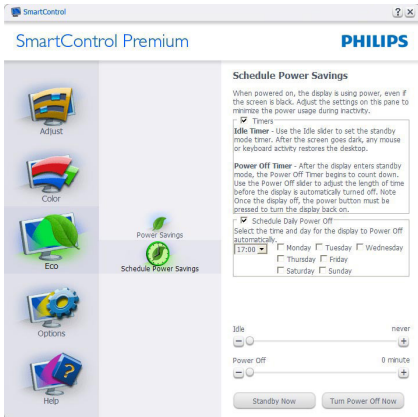 SmartControl
SmartControl Premium
PHILIPS
Adjust
Color
Eco
Options
Help
Power Savings
Schedule Power Savings
Schedule Power Savings
When powered on, the display is using power, even if
the screen is black. Adjust the settings on this pane to
minimize the power usage during inactivity.
Timers
Idle Timer - Use the Idle slider to set the standby
mode timer. After the screen goes dark, any mouse
or keyboard activity restores the desktop.
Power Off Timer - After the display enters standby
mode, the Power Off Timer begins to count down.
Use the Power Off slider to adjust the length of time
before the display is automatically turned off. Note
Once the display off, the power button must be
pressed to turn the display back on.
Schedule Daily Power Off
Select the time and day for the display to Power Off
automatically.
17:00 Monday Tuesday Wednesday
Thursday Friday
Saturday Sunday
Idle never
Power Off 0 minute
Standby Now Turn Power Off Now